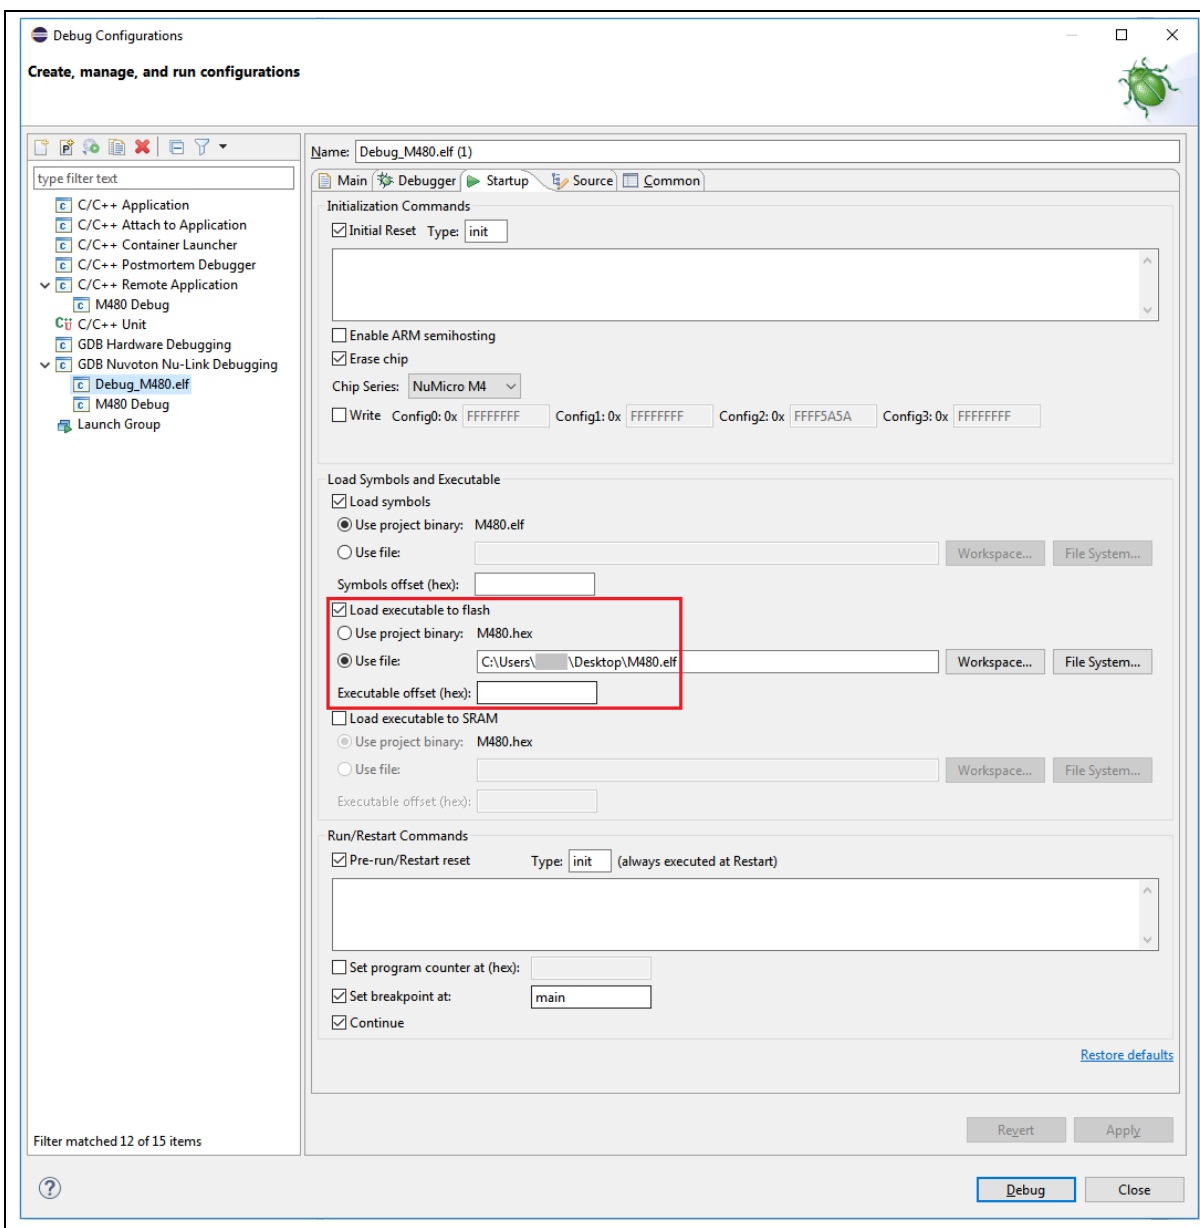 Debug Configurations
Create, manage, and run configurations
type filter text
C/C++ Application
C/C++ Attach to Application
C/C++ Container Launcher
C/C++ Postmortem Debugger
C/C++ Remote Application
M480 Debug
C/C++ Unit
GDB Hardware Debugging
GDB Nuvoton Nu-Link Debugging
Debug_M480.elf
M480 Debug
Launch Group
Filter matched 12 of 15 items
Name: Debug_M480.elf (1)
Main Debugger Startup Source Common
Initialization Commands
Initial Reset Type: init
Enable ARM semihosting
Erase chip
Chip Series: NuMicro M4
Write Config0: 0x FFFFFFFF Config1: 0x FFFFFFFF Config2: 0x FFFF5A5A Config3: 0x FFFFFFFF
Load Symbols and Executable
Load symbols
Use project binary: M480.elf
Use file: Workspace... File System...
Symbols offset (hex):
Load executable to flash
Use project binary: M480.hex
Use file: C:\Users\ \Desktop\M480.elf Workspace... File System...
Executable offset (hex):
Load executable to SRAM
Use project binary: M480.hex
Use file: Workspace... File System...
Executable offset (hex):
Run/Restart Commands
Pre-run/Restart reset Type: init (always executed at Restart)
Set program counter at (hex):
Set breakpoint at: main
Continue
Restore defaults
Revert Apply
Debug Close